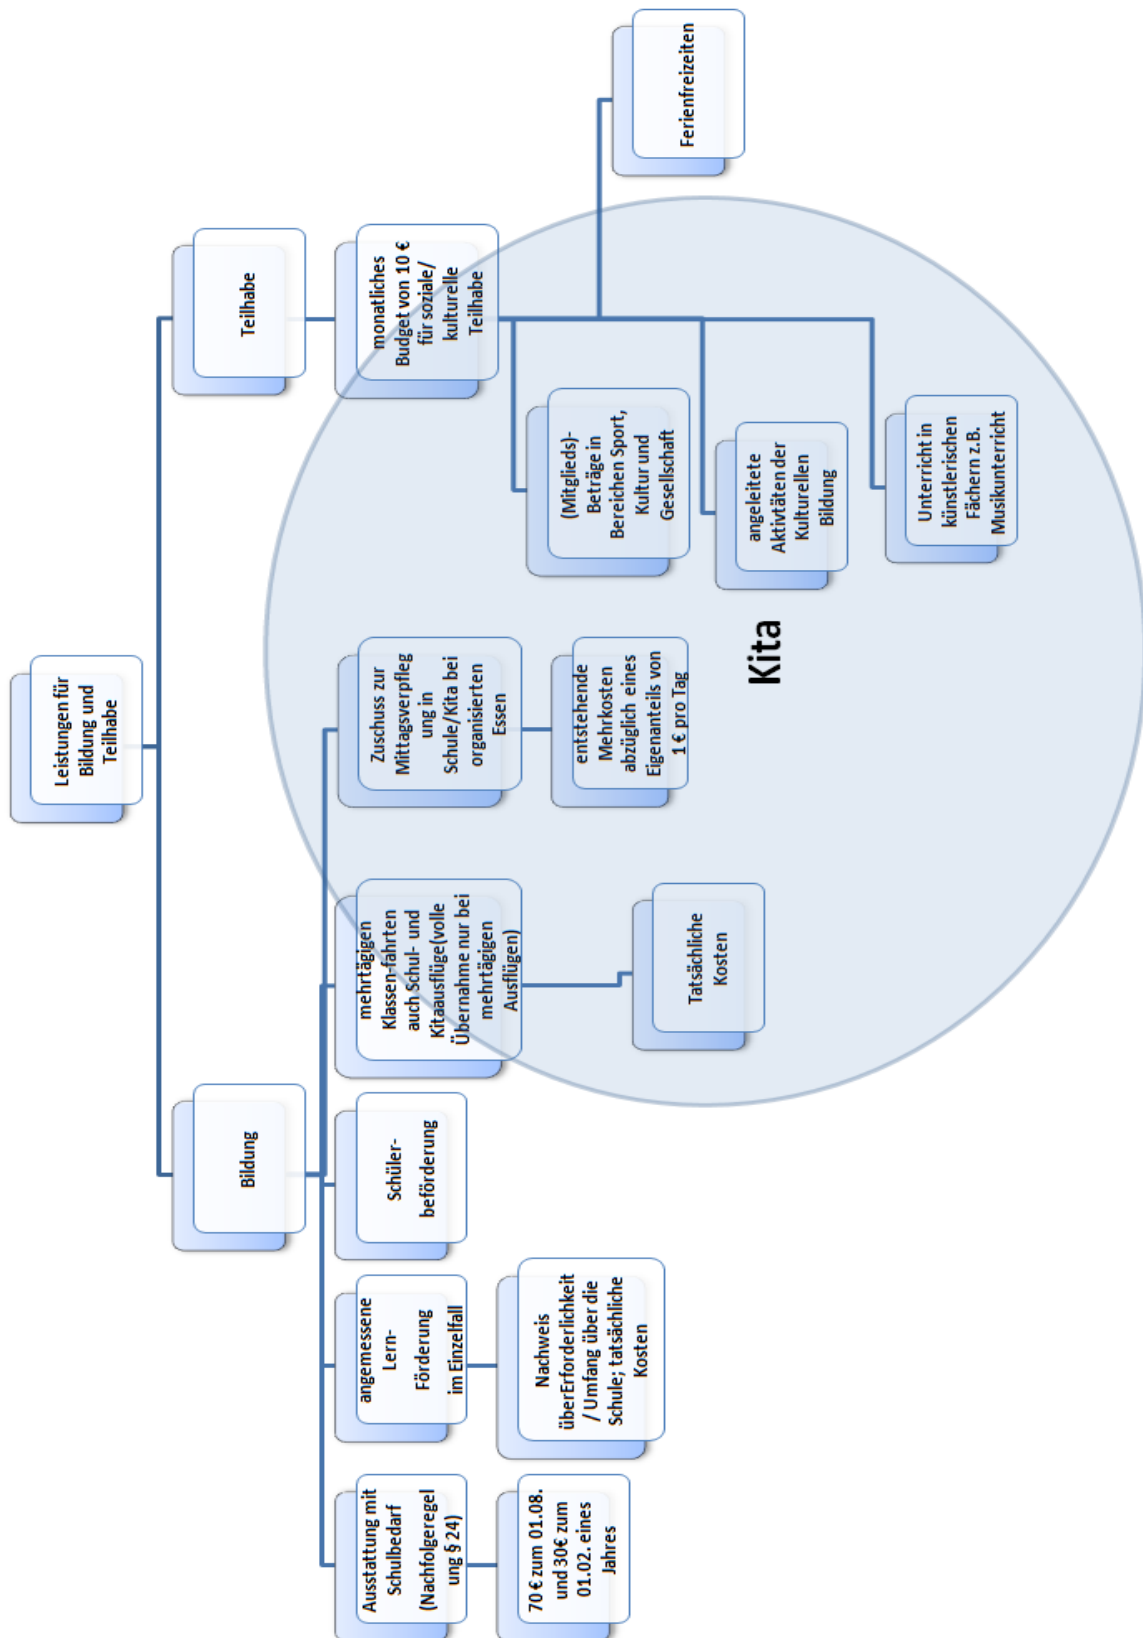 Leistungen für
Bildung und
Teilhabe
Bildung
Teilhabe
Ausstattung mit
Schulbedarf
(Nachfolgeregel
ung § 24)
70 € zum 01.08.
und 30€ zum
01.02. eines
Jahres
angemessene
Lern-
Förderung
im Einzelfall
Nachweis
überErforderlichkeit
/ Umfang über die
Schule; tatsächliche
Kosten
Schüler-
beförderung
mehrtägigen
Klassen-fahrten
auch Schul- und
Kitaausflüge(volle
Übernahme nur bei
mehrtägigen
Ausflügen)
Tatsächliche
Kosten
Zuschuss zur
Mittagsverpfleg
ung in
Schule/Kita bei
organisierten
Essen
entstehende
Mehrkosten
abzüglich eines
Eigenanteils von
1 € pro Tag
monatliches
Budget von 10 €
für soziale/
kulturelle
Teilhabe
(Mitglieds)-
Beträge in
Bereichen Sport,
Kultur und
Gesellschaft
angeleitete
Aktivtäten der
Kulturellen
Bildung
Unterricht in
künstlerischen
Fächern z.B.
Musikunterricht
Ferienfreizeiten
Kita